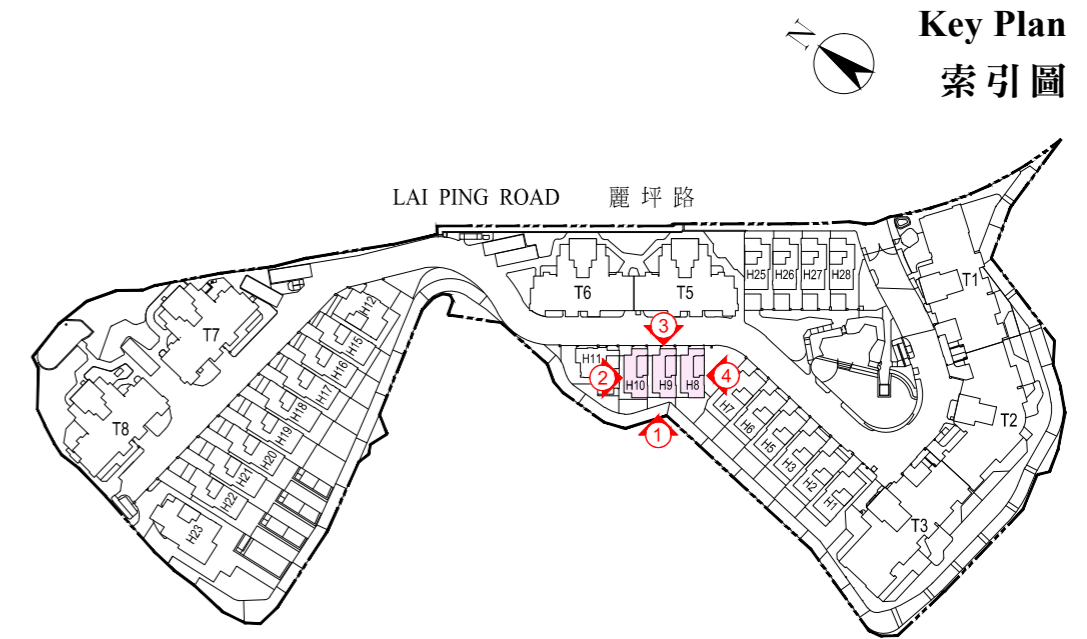 N
Key Plan
索引圖
LAI PING ROAD 麗坪路
T1
H25
H26
H27
H28
T6
T5
H12
T7
3
H15
H11
H16
2
H10
H9
H8
4
H17
H7
T2
H18
H6
T8
1
H19
H5
H20
H3
H21
H2
H22
H1
H23
T3